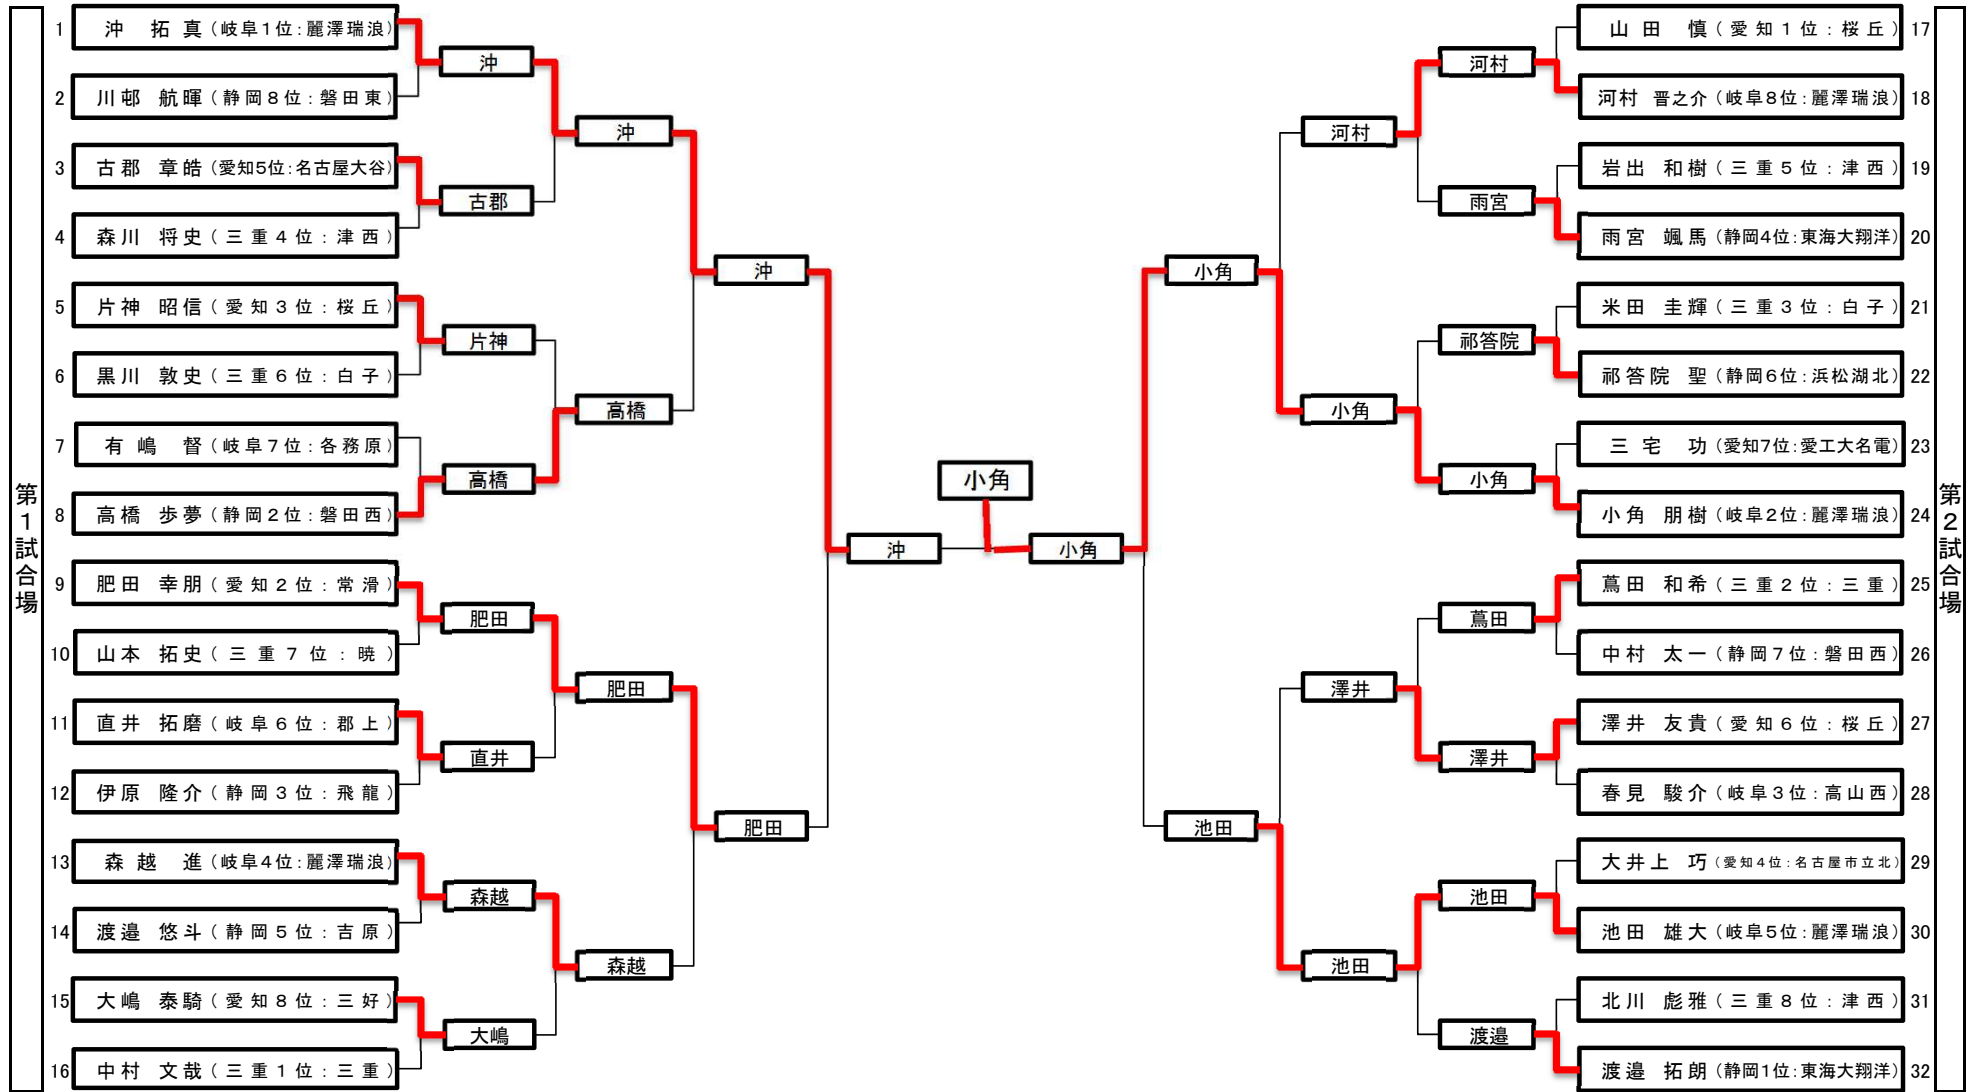 第1試合場
1 沖 拓真（岐阜1位：麗澤瑞浪）
2 川邨 航暉（静岡8位：磐田東）
3 古郡 章皓（愛知5位：名古屋大谷）
4 森川 将史（三重4位：津西）
5 片神 昭信（愛知3位：桜丘）
6 黒川 敦史（三重6位：白子）
7 有嶋 督（岐阜7位：各務原）
8 高橋 歩夢（静岡2位：磐田西）
9 肥田 幸朋（愛知2位：常滑）
10 山本 拓史（三重7位：暁）
11 直井 拓磨（岐阜6位：郡上）
12 伊原 隆介（静岡3位：飛龍）
13 森越 進（岐阜4位：麗澤瑞浪）
14 渡邉 悠斗（静岡5位：吉原）
15 大嶋 泰騎（愛知8位：三好）
16 中村 文哉（三重1位：三重）
沖
古郡
片神
高橋
肥田
直井
森越
大嶋
沖
高橋
肥田
森越
沖
肥田
沖
小角
小角
小角
池田
河村
小角
澤井
池田
河村
雨宮
祁答院
小角
蔦田
澤井
池田
渡邉
山田 慎（愛知1位：桜丘） 17
河村 晋之介（岐阜8位：麗澤瑞浪） 18
岩出 和樹（三重5位：津西） 19
雨宮 颯馬（静岡4位：東海大翔洋） 20
米田 圭輝（三重3位：白子） 21
祁答院 聖（静岡6位：浜松湖北） 22
三宅 功（愛知7位：愛工大名電） 23
小角 朋樹（岐阜2位：麗澤瑞浪） 24
蔦田 和希（三重2位：三重） 25
中村 太一（静岡7位：磐田西） 26
澤井 友貴（愛知6位：桜丘） 27
春見 駿介（岐阜3位：高山西） 28
大井上 巧（愛知4位：名古屋市立北） 29
池田 雄大（岐阜5位：麗澤瑞浪） 30
北川 彪雅（三重8位：津西） 31
渡邉 拓朗（静岡1位：東海大翔洋） 32
第2試合場